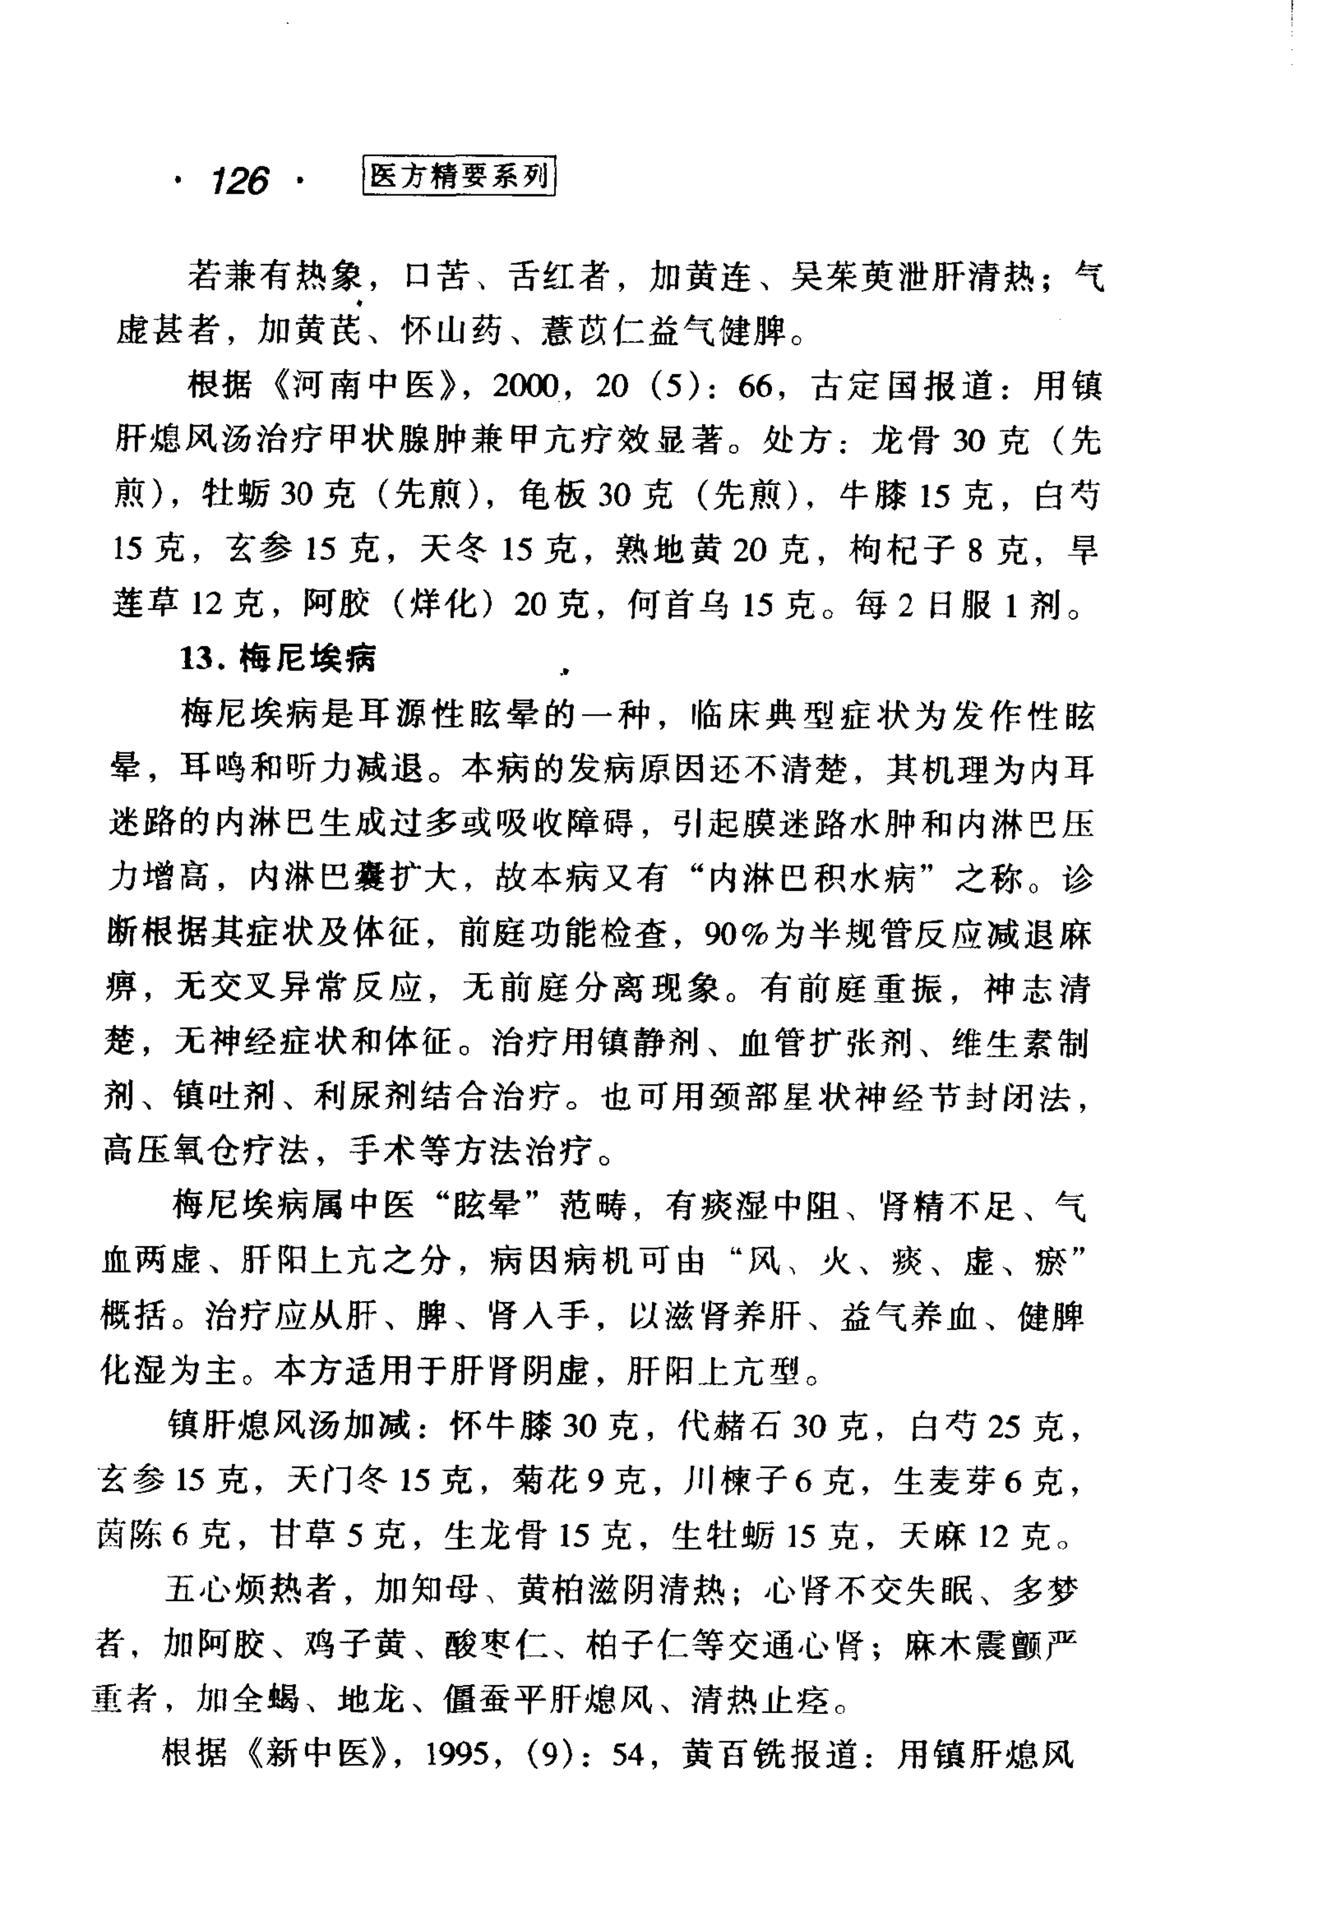 · 126 · 医方精要系列
若兼有热象，口苦、舌红者，加黄连、吴茱萸泄肝清热；气
虚甚者，加黄芪、怀山药、薏苡仁益气健脾。
根据《河南中医》，2000，20（5）：66，古定国报道：用镇
肝熄风汤治疗甲状腺肿兼甲亢疗效显著。处方：龙骨 30 克（先
煎），牡蛎 30 克（先煎），龟板 30 克（先煎），牛膝 15 克，白芍
15 克，玄参 15 克，天冬 15 克，熟地黄 20 克，枸杞子 8 克，旱
莲草 12 克，阿胶（烊化）20 克，何首乌 15 克。每 2 日服 1 剂。
13. 梅尼埃病
梅尼埃病是耳源性眩晕的一种，临床典型症状为发作性眩
晕，耳鸣和听力减退。本病的发病原因还不清楚，其机理为内耳
迷路的内淋巴生成过多或吸收障碍，引起膜迷路水肿和内淋巴压
力增高，内淋巴囊扩大，故本病又有“内淋巴积水病”之称。诊
断根据其症状及体征，前庭功能检查，90%为半规管反应减退麻
痹，无交叉异常反应，无前庭分离现象。有前庭重振，神志清
楚，无神经症状和体征。治疗用镇静剂、血管扩张剂、维生素制
剂、镇吐剂、利尿剂结合治疗。也可用颈部星状神经节封闭法，
高压氧仓疗法，手术等方法治疗。
梅尼埃病属中医“眩晕”范畴，有痰湿中阻、肾精不足、气
血两虚、肝阳上亢之分，病因病机可由“风、火、痰、虚、瘀”
概括。治疗应从肝、脾、肾入手，以滋肾养肝、益气养血、健脾
化湿为主。本方适用于肝肾阴虚，肝阳上亢型。
镇肝熄风汤加减：怀牛膝 30 克，代赭石 30 克，白芍 25 克，
玄参 15 克，天门冬 15 克，菊花 9 克，川楝子 6 克，生麦芽 6 克，
茵陈 6 克，甘草 5 克，生龙骨 15 克，生牡蛎 15 克，天麻 12 克。
五心烦热者，加知母、黄柏滋阴清热；心肾不交失眠、多梦
者，加阿胶、鸡子黄、酸枣仁、柏子仁等交通心肾；麻木震颤严
重者，加全蝎、地龙、僵蚕平肝熄风、清热止痉。
根据《新中医》，1995，（9）：54，黄百铣报道：用镇肝熄风